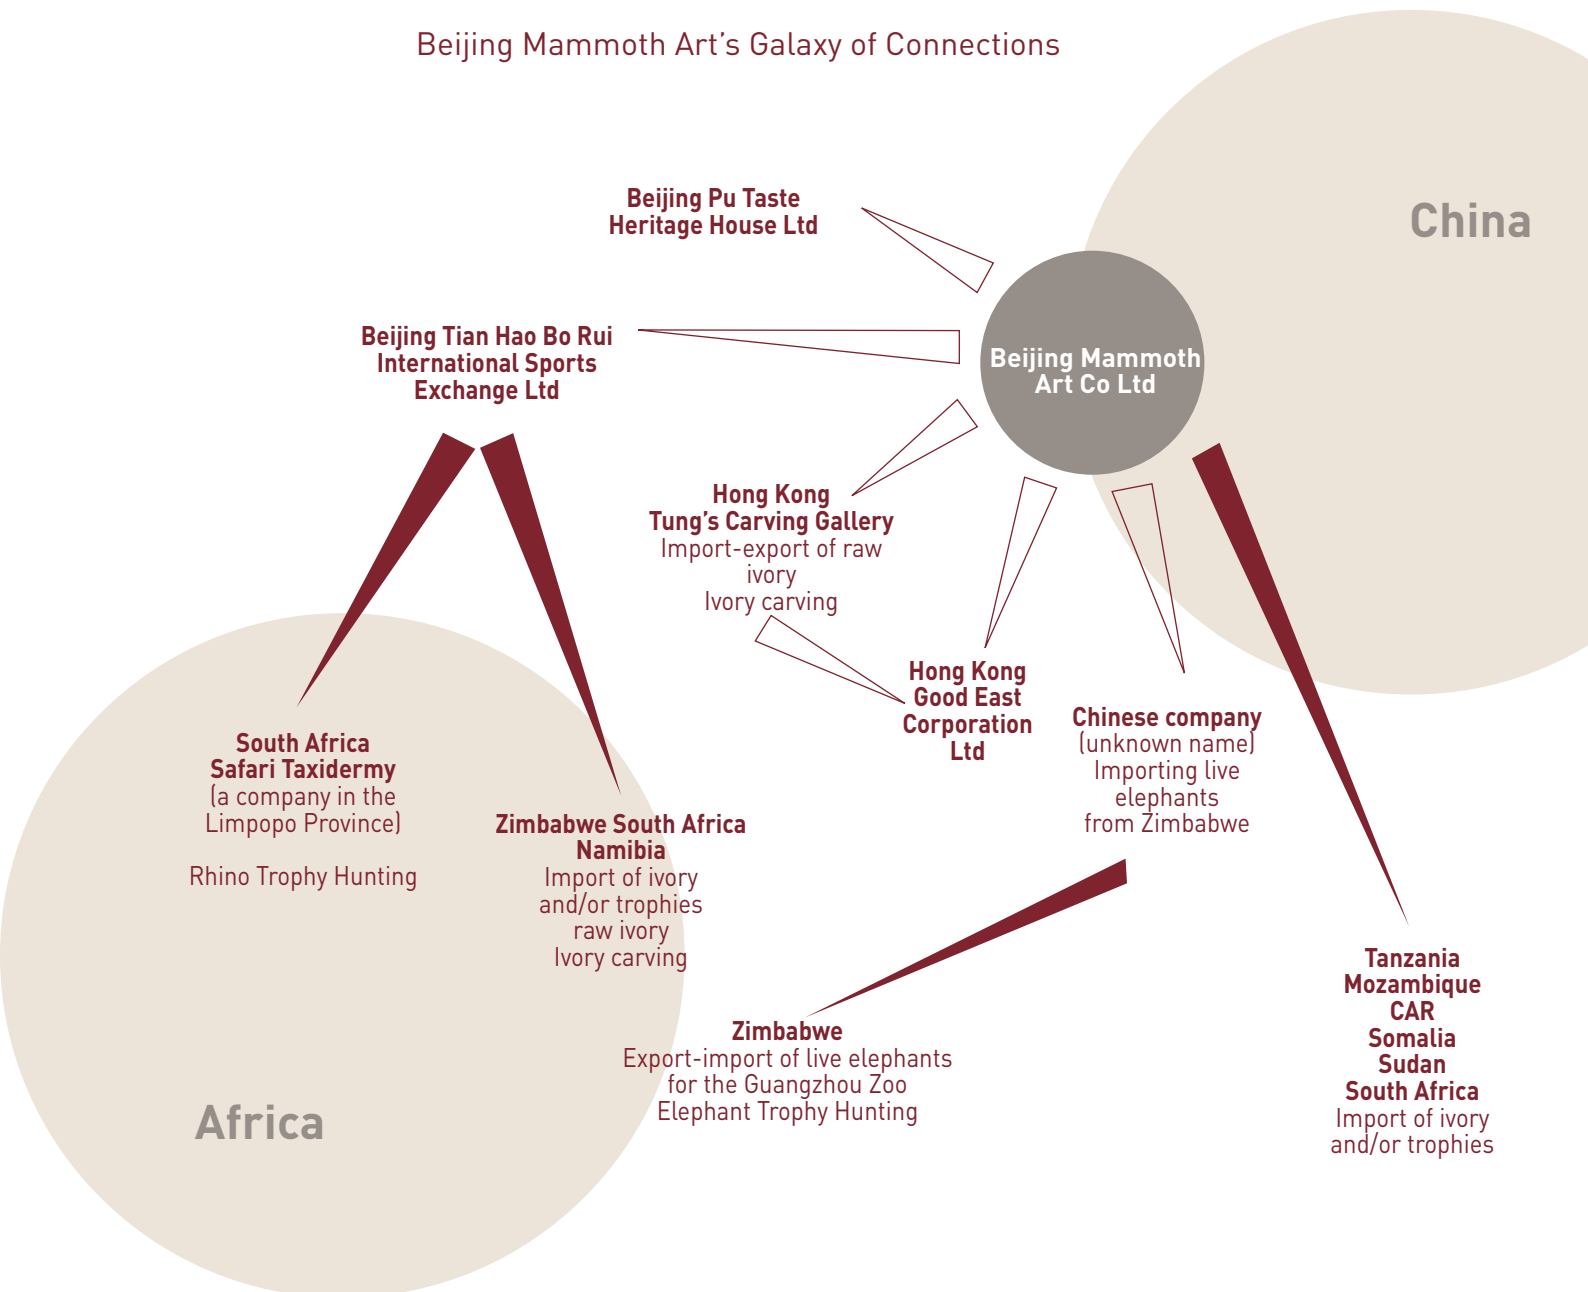 Beijing Mammoth Art’s Galaxy of Connections
China
Beijing Pu Taste
Heritage House Ltd
Beijing Tian Hao Bo Rui
International Sports
Exchange Ltd
Beijing Mammoth
Art Co Ltd
Hong Kong
Tung’s Carving Gallery
Import-export of raw
ivory
Ivory carving
Hong Kong
Good East
Corporation
Ltd
Chinese company
(unknown name)
Importing live
elephants
from Zimbabwe
South Africa
Safari Taxidermy
(a company in the
Limpopo Province)
Rhino Trophy Hunting
Zimbabwe South Africa
Namibia
Import of ivory
and/or trophies
raw ivory
Ivory carving
Zimbabwe
Export-import of live elephants
for the Guangzhou Zoo
Elephant Trophy Hunting
Tanzania
Mozambique
CAR
Somalia
Sudan
South Africa
Import of ivory
and/or trophies
Africa